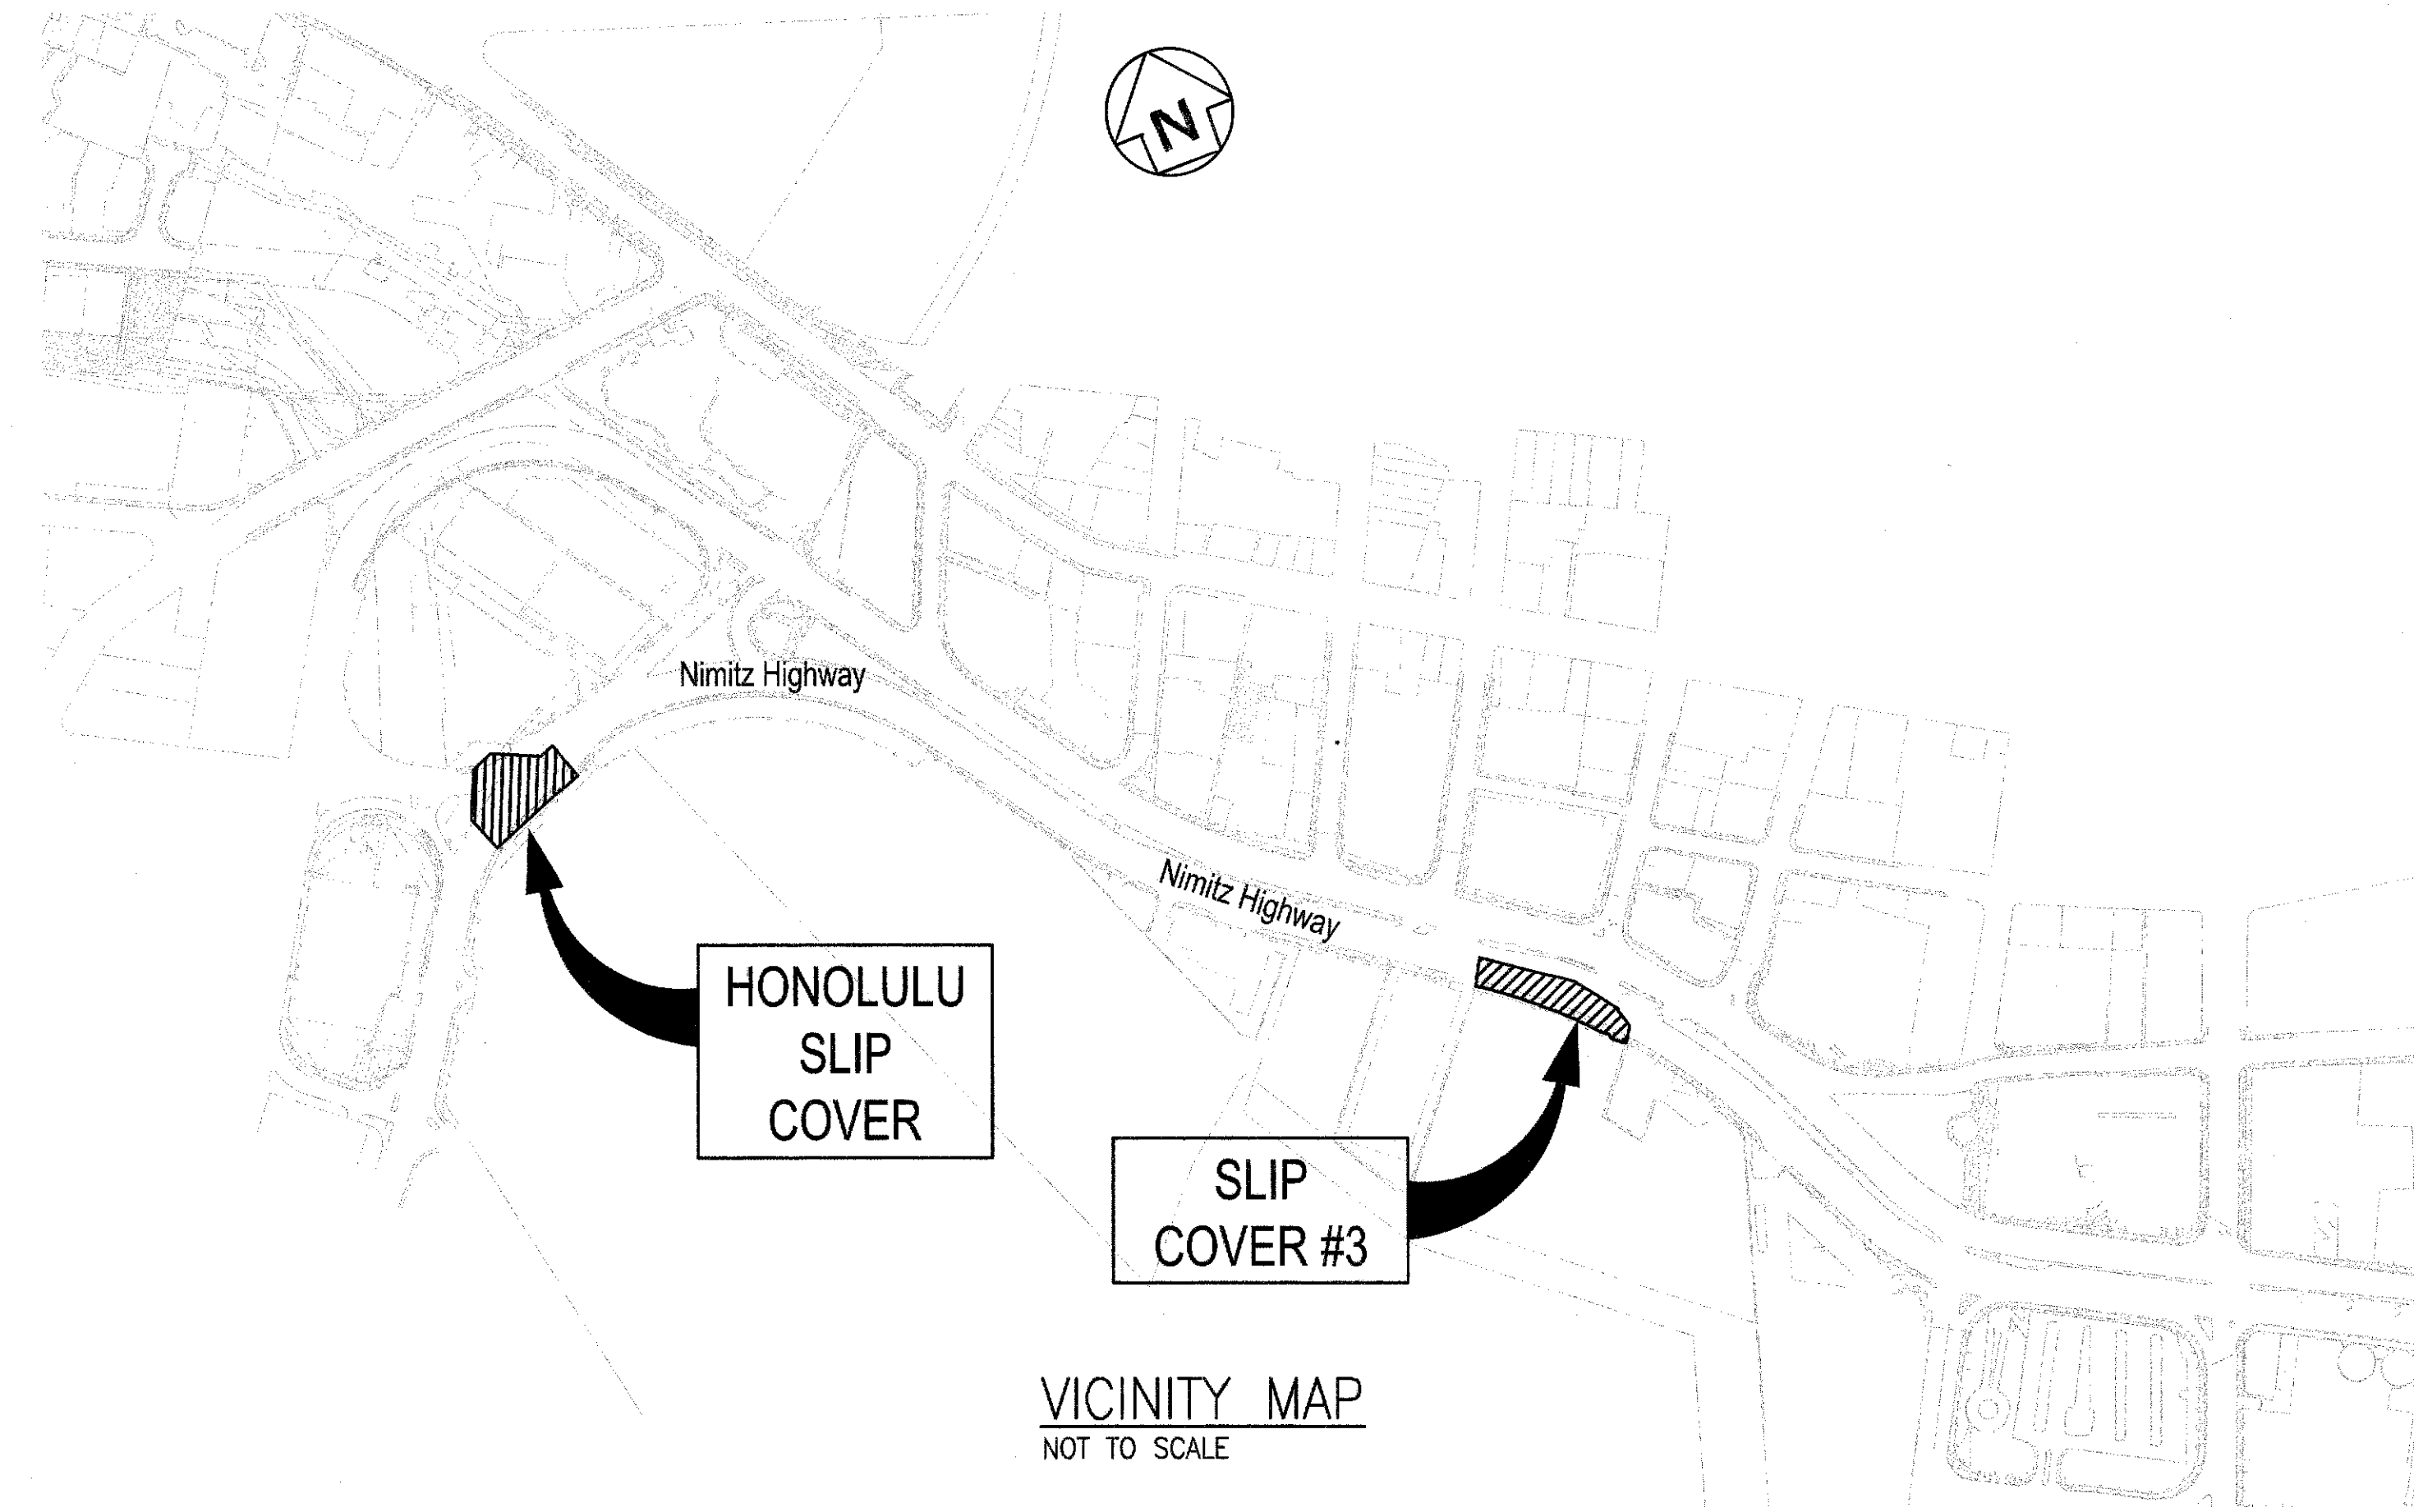 N
Nimitz Highway
Nimitz Highway
HONOLULU
SLIP
COVER
SLIP
COVER #3
VICINITY MAP
NOT TO SCALE